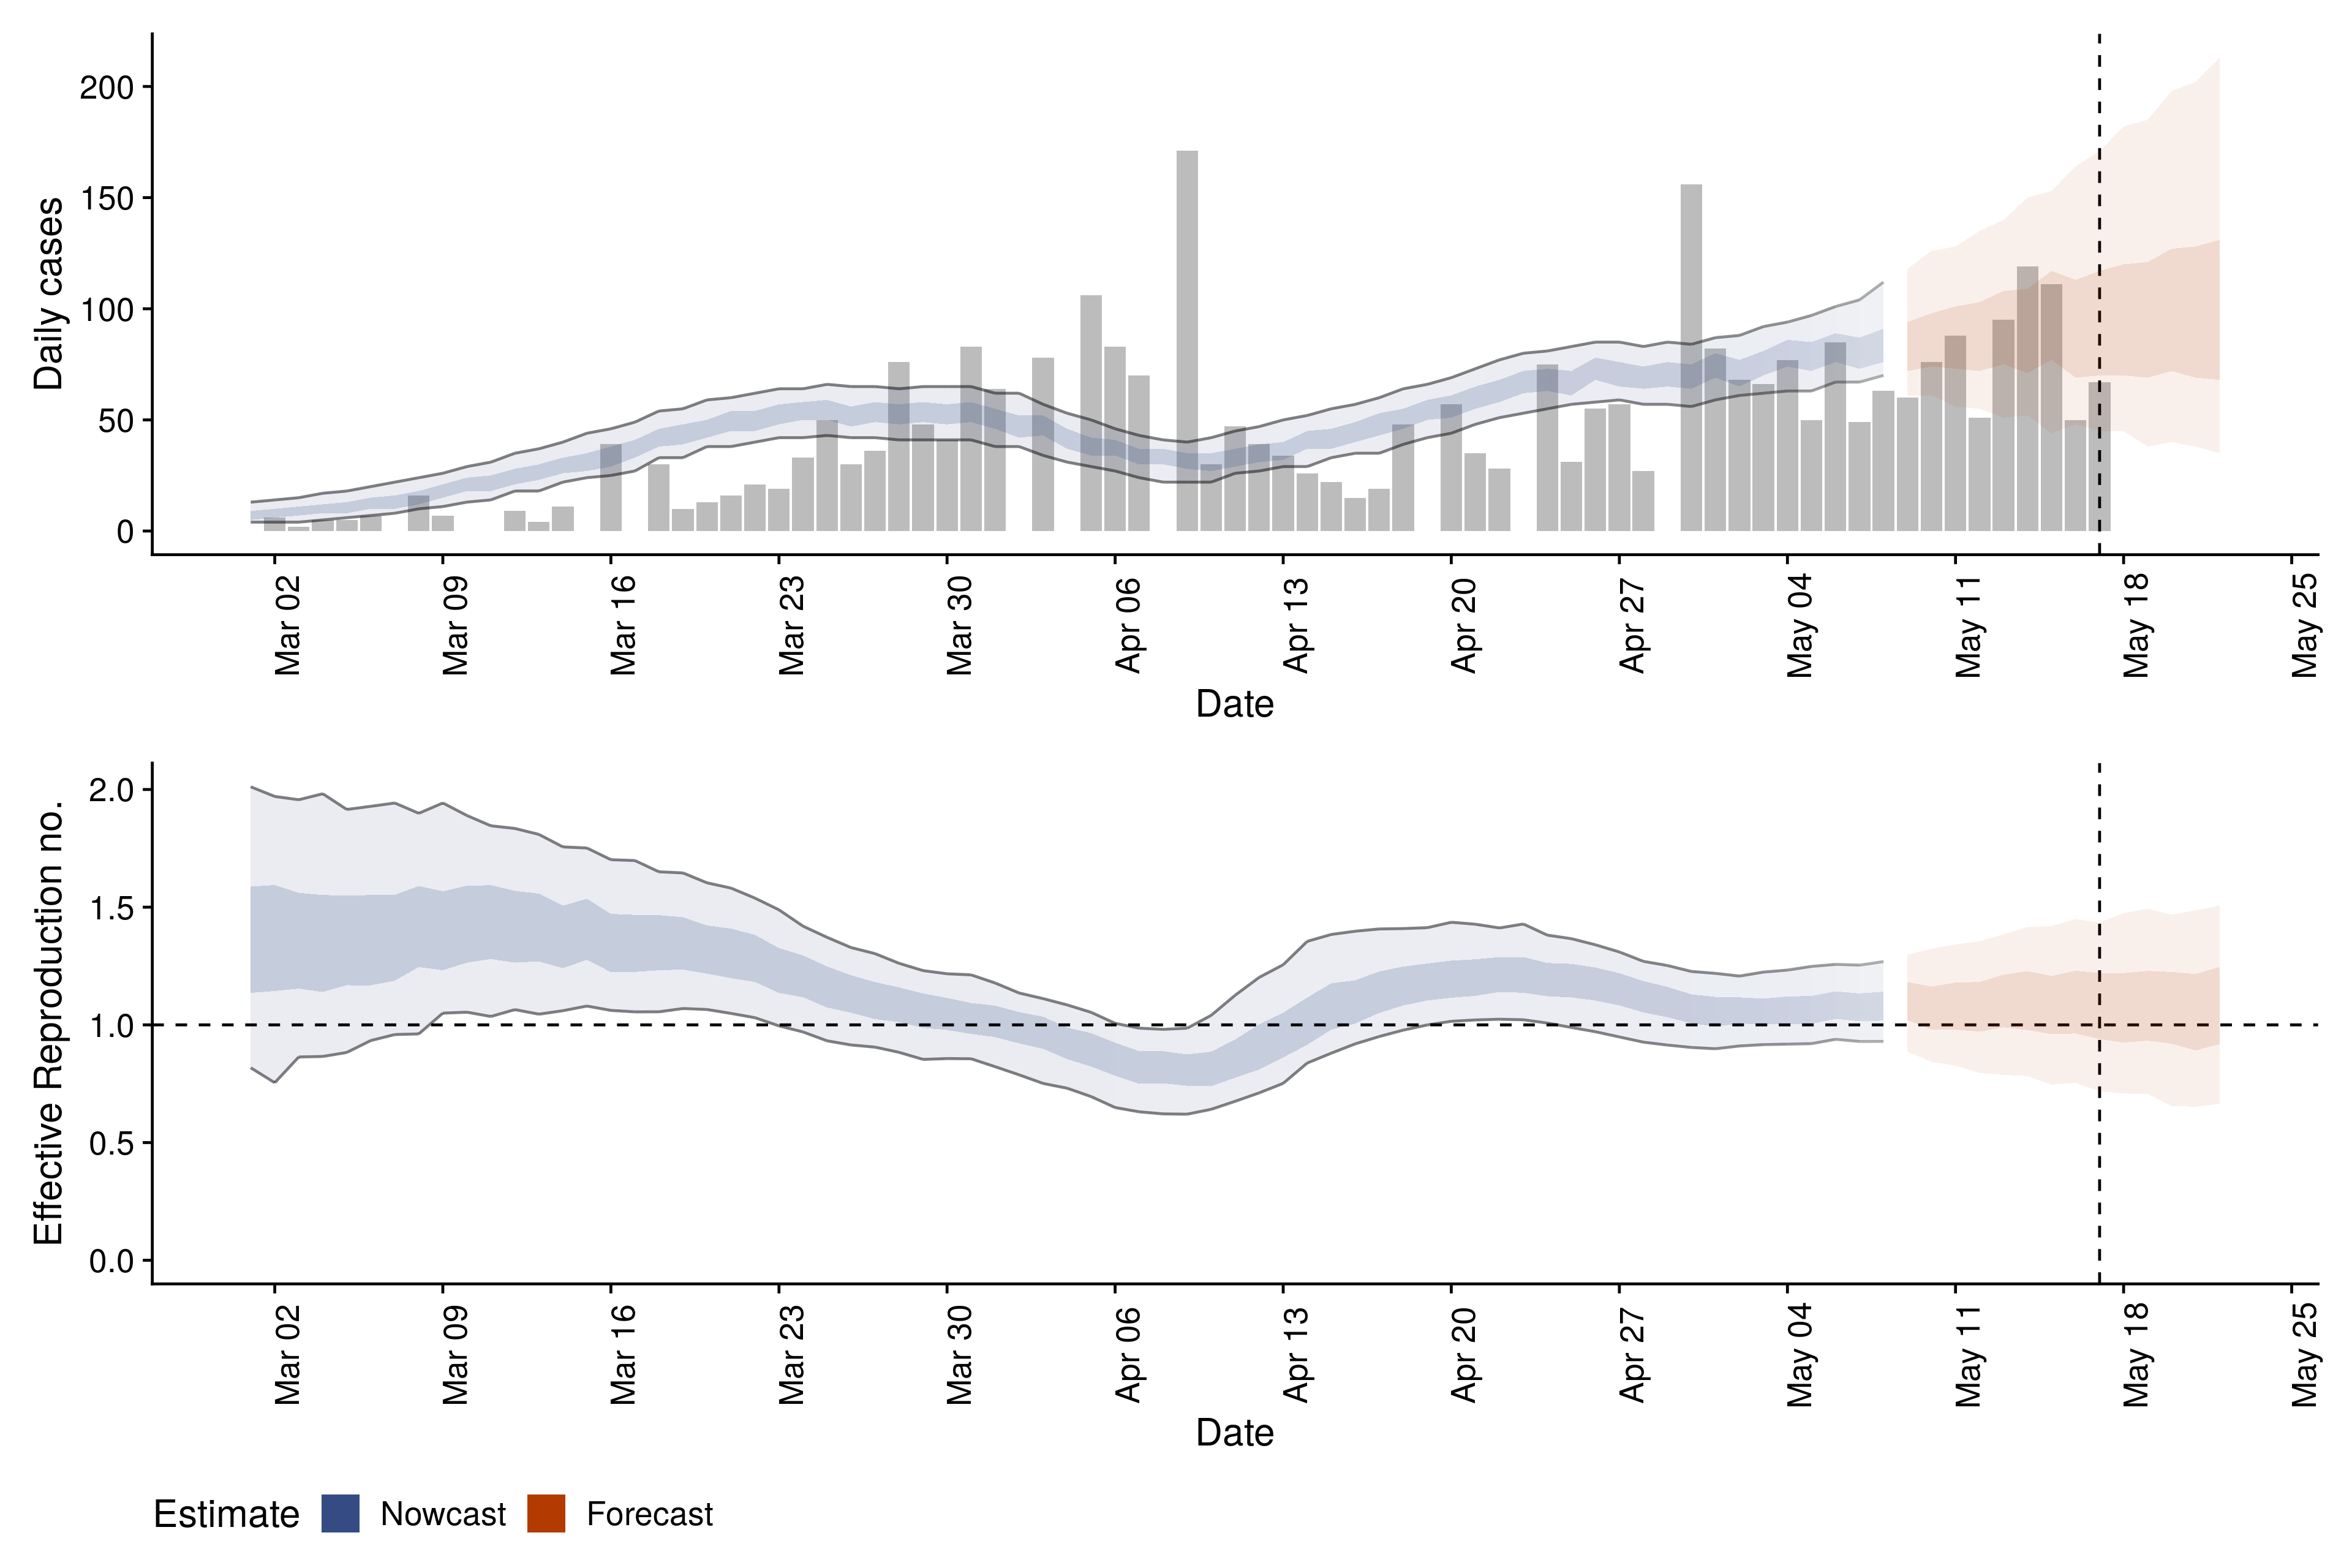 Daily cases
200
150
100
50
0
Mar 02
Mar 09
Mar 16
Mar 23
Mar 30
Apr 06
Apr 13
Apr 20
Apr 27
May 04
May 11
May 18
May 25
Date
Effective Reproduction no.
2.0
1.5
1.0
0.5
0.0
Mar 02
Mar 09
Mar 16
Mar 23
Mar 30
Apr 06
Apr 13
Apr 20
Apr 27
May 04
May 11
May 18
May 25
Date
Estimate Nowcast Forecast